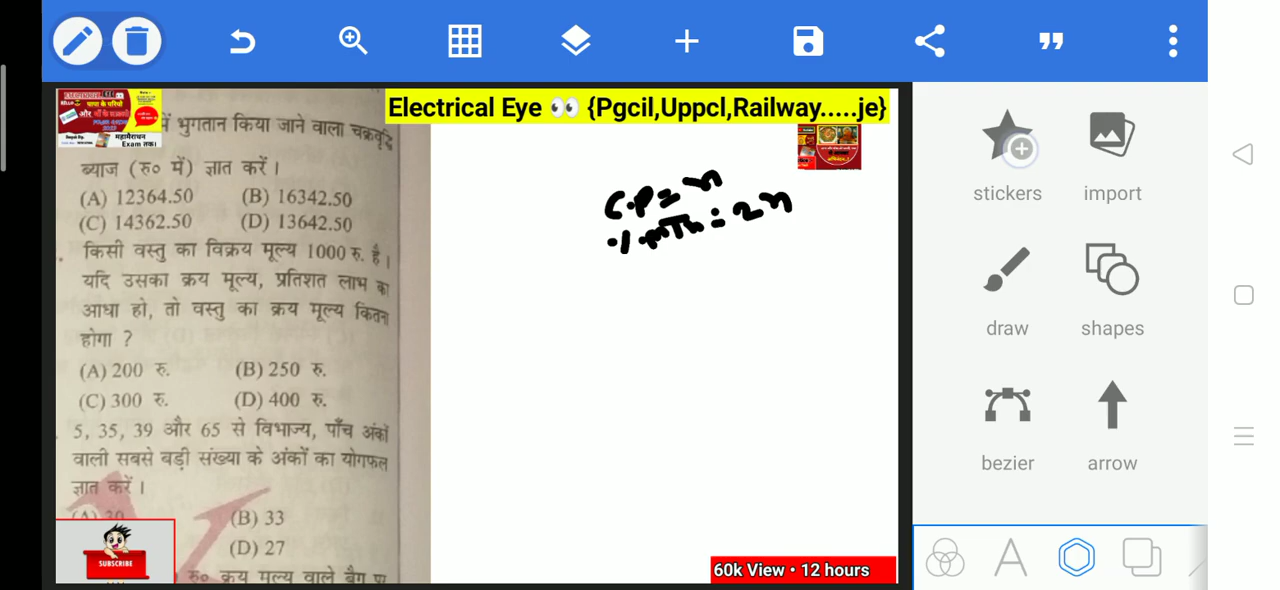 Electrical Eye 👀 {Pgcil,Uppcl,Railway.....je}
में भुगतान किया जाने वाला चक्रवृद्धि
ब्याज (रु० में) ज्ञात करें।
(A) 12364.50 (B) 16342.50
(C) 14362.50 (D) 13642.50
किसी वस्तु का विक्रय मूल्य 1000 रु. है।
यदि उसका क्रय मूल्य, प्रतिशत लाभ का
आधा हो, तो वस्तु का क्रय मूल्य कितना
होगा ?
(A) 200 रु. (B) 250 रु.
(C) 300 रु. (D) 400 रु.
5, 35, 39 और 65 से विभाज्य, पाँच अंकों
वाली सबसे बड़ी संख्या के अंकों का योगफल
ज्ञात करें।
(A) 30 (B) 33
(D) 27
रु० क्रय मूल्य वाले बैग
SUBSCRIBE
C.P =
60k View • 12 hours
stickers import
draw shapes
bezier arrow